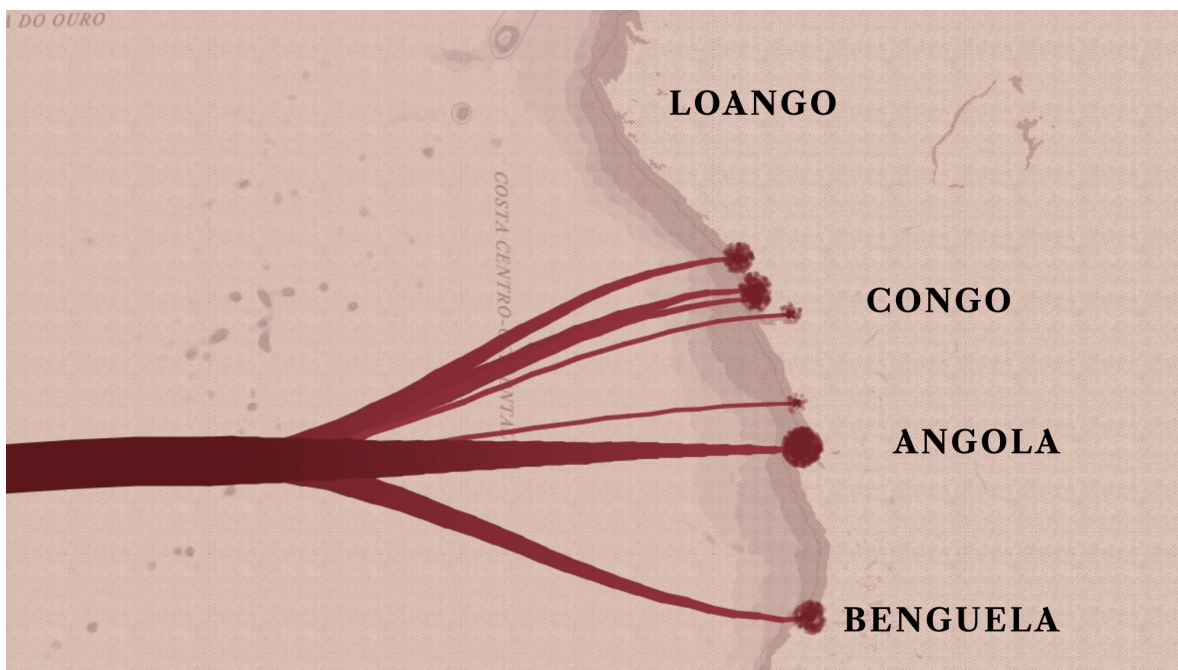 DO OURO
LOANGO
COSTA CENTRO-
CONGO
ANGOLA
BENGUELA